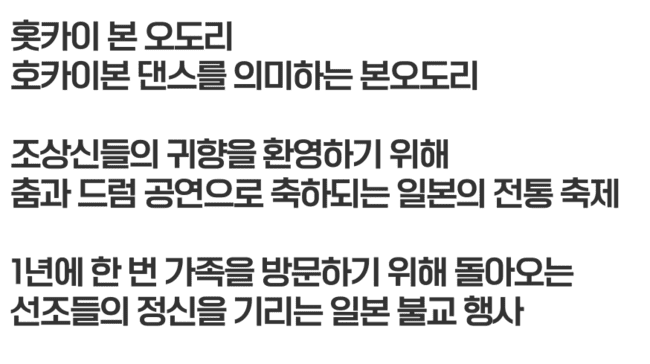 홋카이 본 오도리
호카이본 댄스를 의미하는 본오도리
조상신들의 귀향을 환영하기 위해
춤과 드럼 공연으로 축하되는 일본의 전통 축제
1년에 한 번 가족을 방문하기 위해 돌아오는
선조들의 정신을 기리는 일본 불교 행사